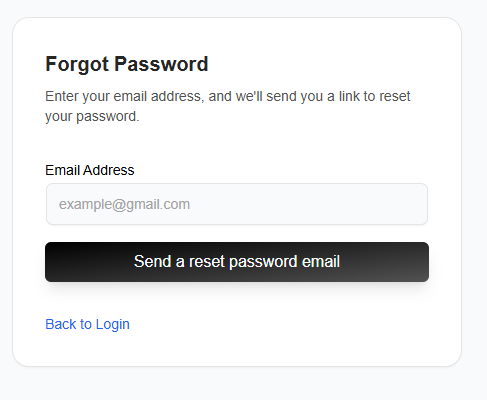 Forgot Password
Enter your email address, and we'll send you a link to reset
your password.
Email Address
example@gmail.com
Send a reset password email
Back to Login